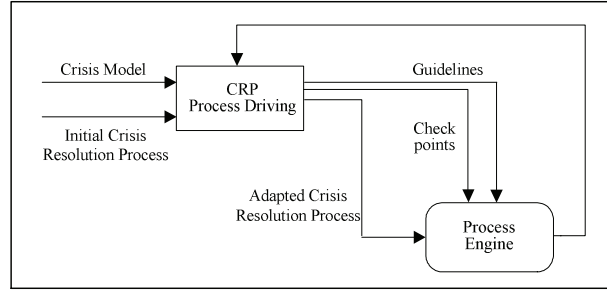 Crisis Model
Initial Crisis
Resolution Process
CRP
Process Driving
Guidelines
Check
points
Adapted Crisis
Resolution Process
Process
Engine